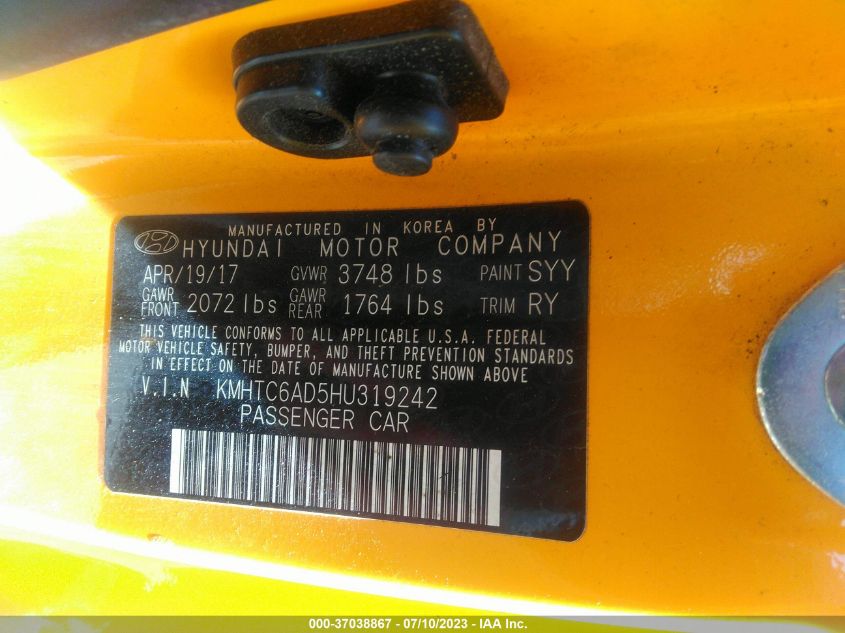 MANUFACTURED IN KOREA BY
HYUNDAI MOTOR COMPANY
APR/19/17 GVWR 3748 lbs PAINT SYY
GAWR FRONT 2072 lbs GAWR REAR 1764 lbs TRIM RY
THIS VEHICLE CONFORMS TO ALL APPLICABLE U.S.A. FEDERAL
MOTOR VEHICLE SAFETY, BUMPER, AND THEFT PREVENTION STANDARDS
IN EFFECT ON THE DATE OF MANUFACTURE SHOWN ABOVE
V.I.N KMHTC6AD5HU319242
PASSENGER CAR
000-37038867 - 07/10/2023 - IAA Inc.